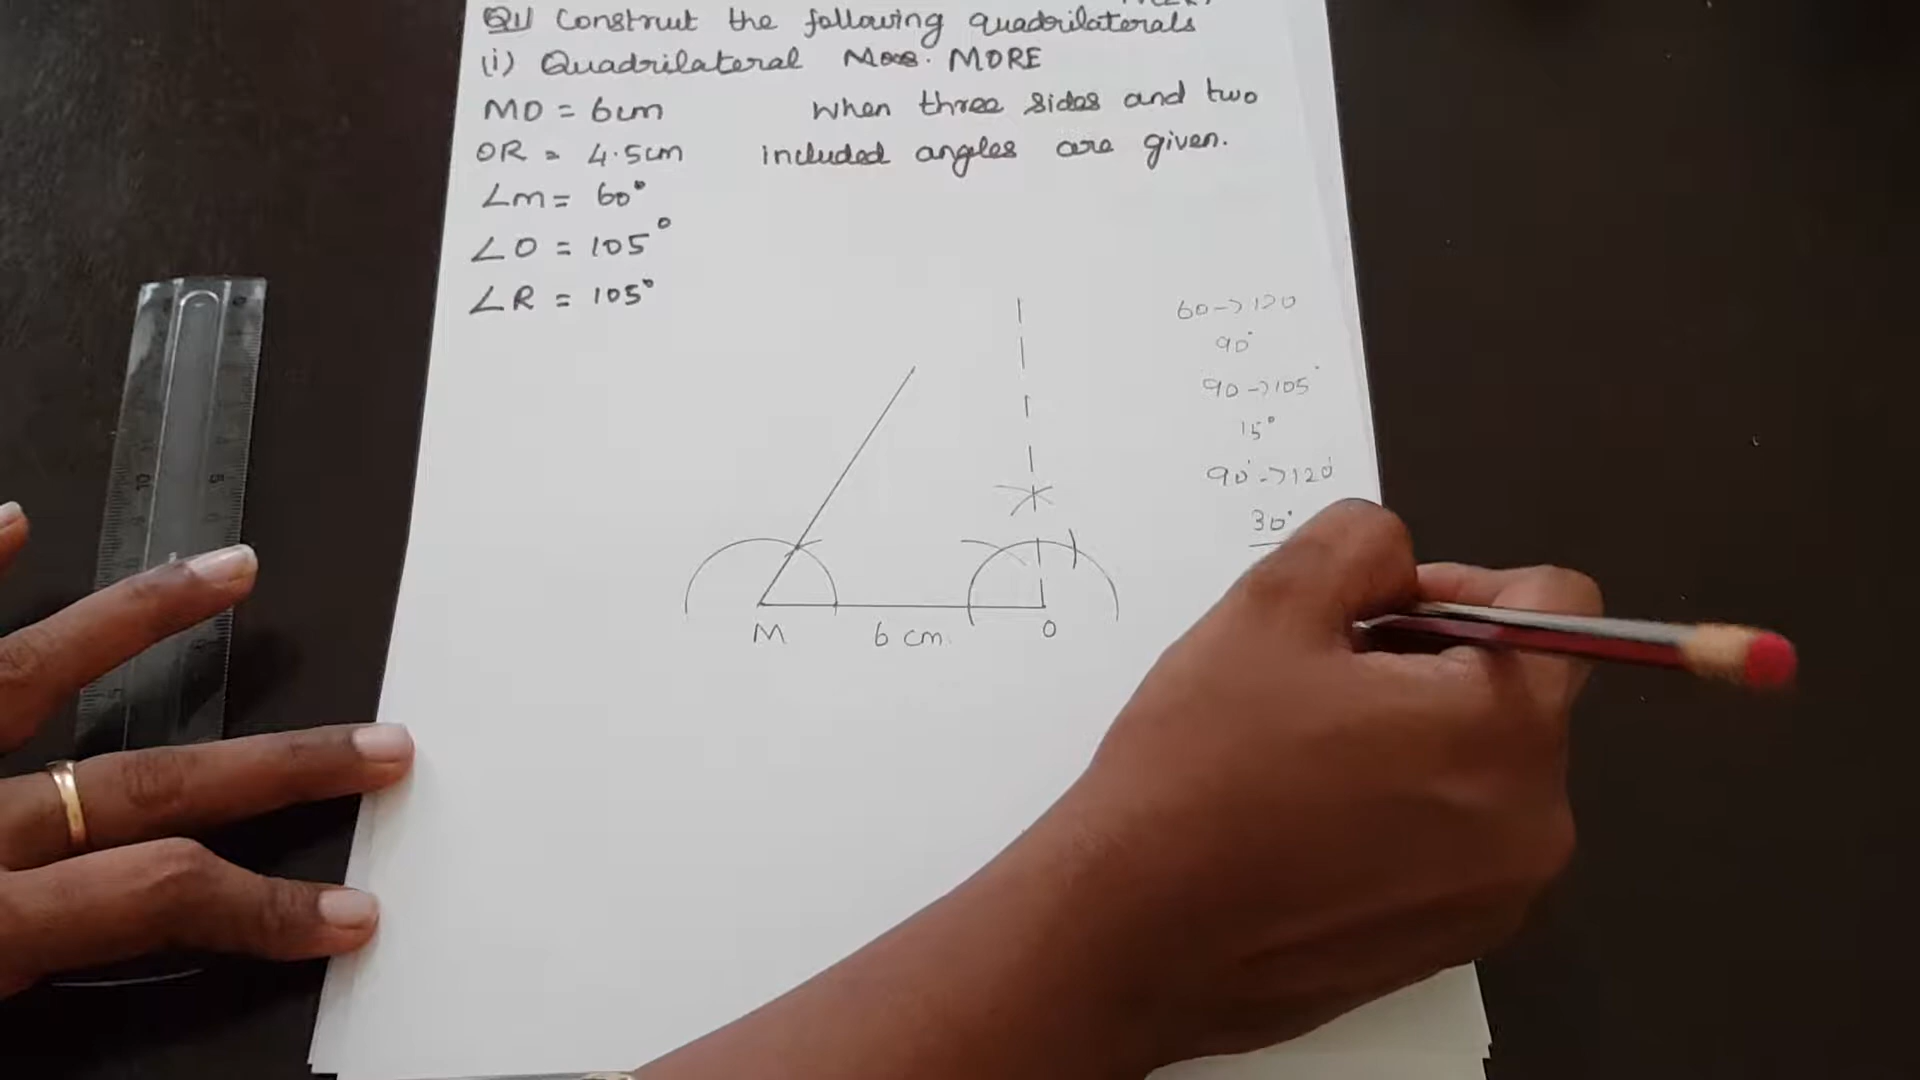 Q1) Construct the following quadrilaterals
(i) Quadrilateral MORE
MO = 6cm
OR = 4.5cm
∠M = 60°
∠O = 105°
∠R = 105°
When three sides and two
included angles are given.
60->120
90°
90->105°
15°
90°->120°
30°
M 6 cm. O